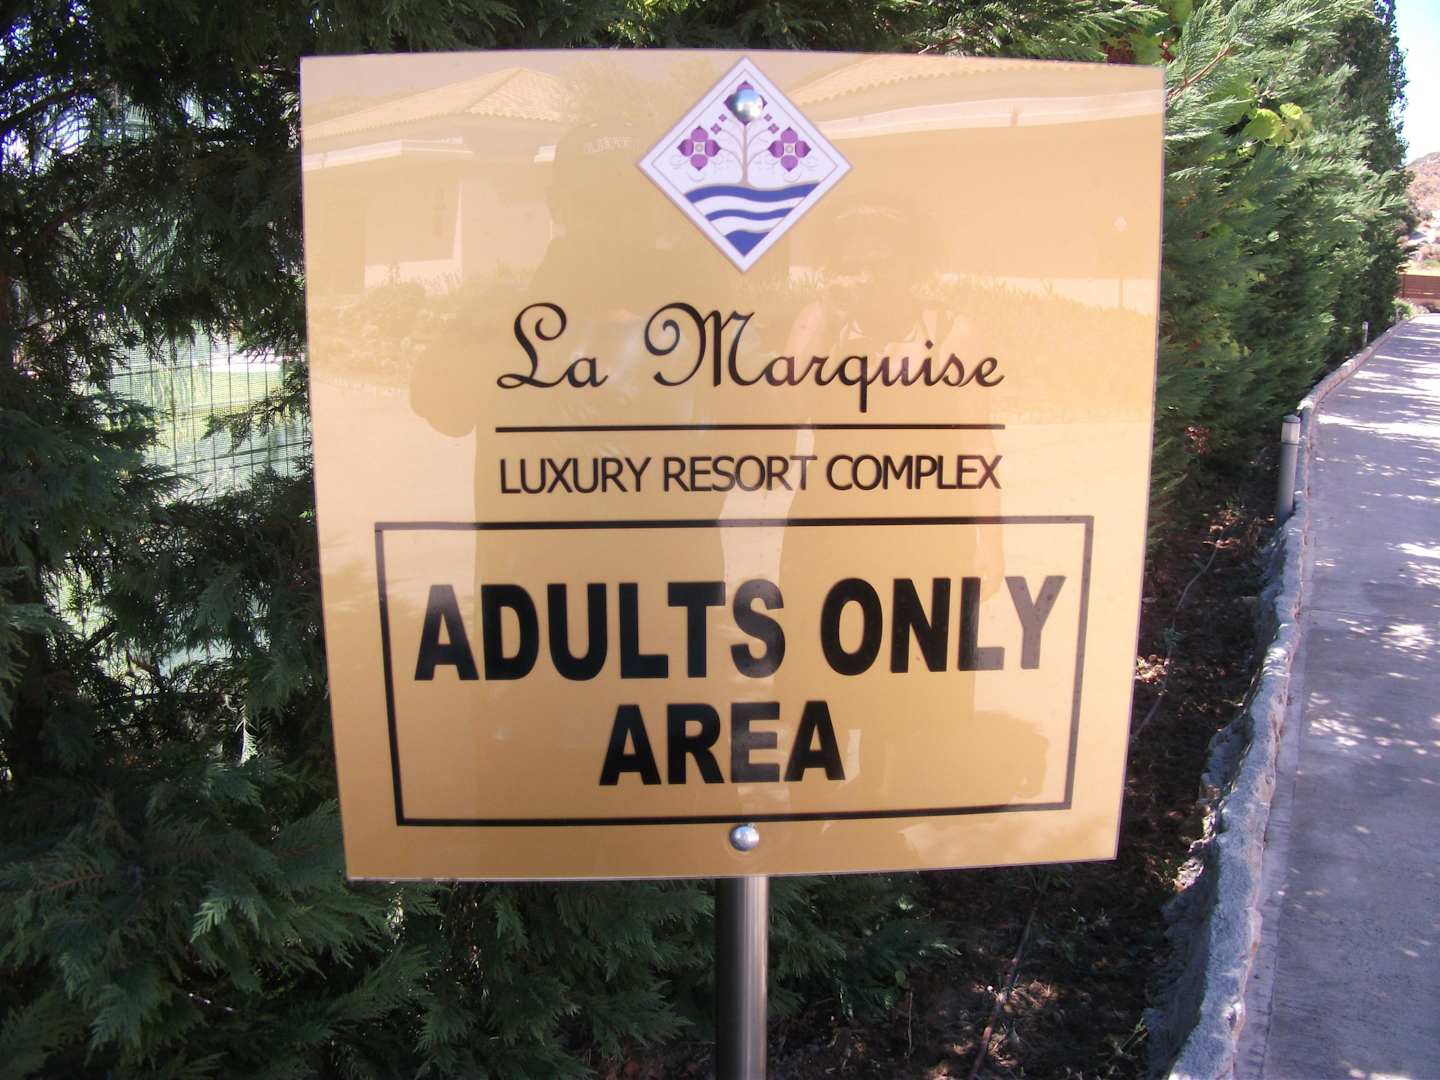 La Marquise
LUXURY RESORT COMPLEX
ADULTS ONLY
AREA